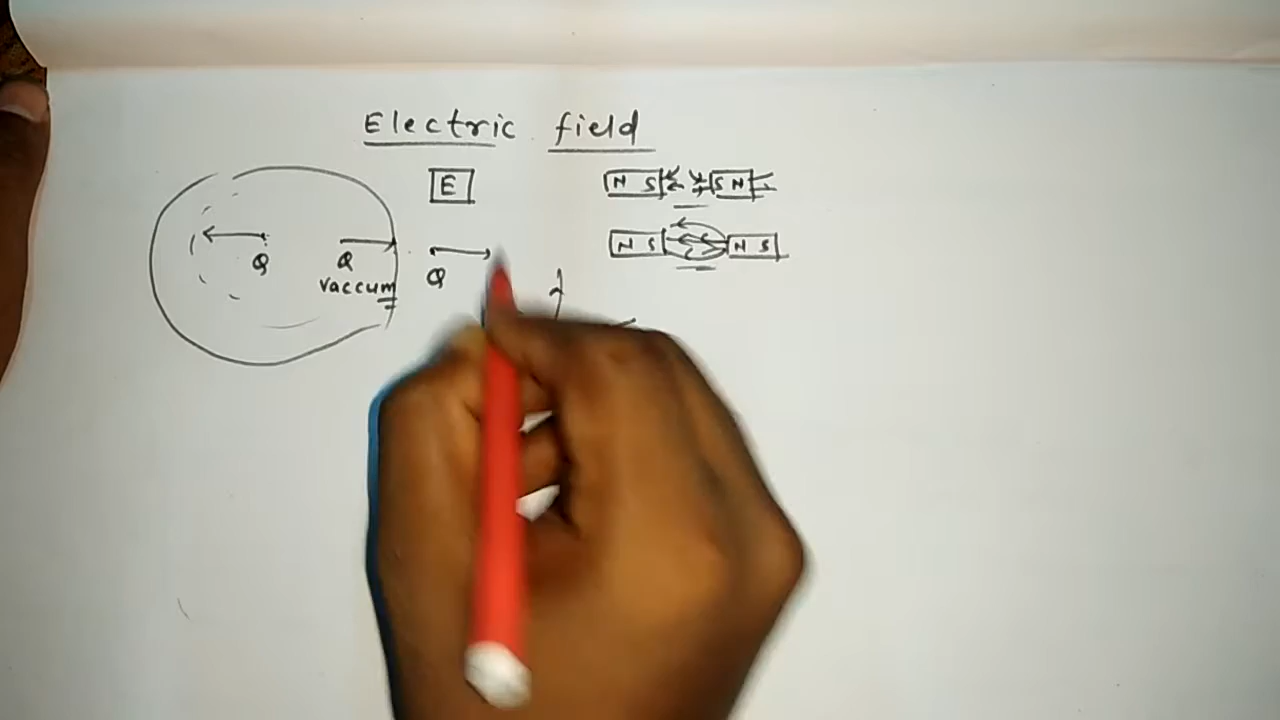 Electric field
E
N S S N
N S N S
Q Q Q
vaccum